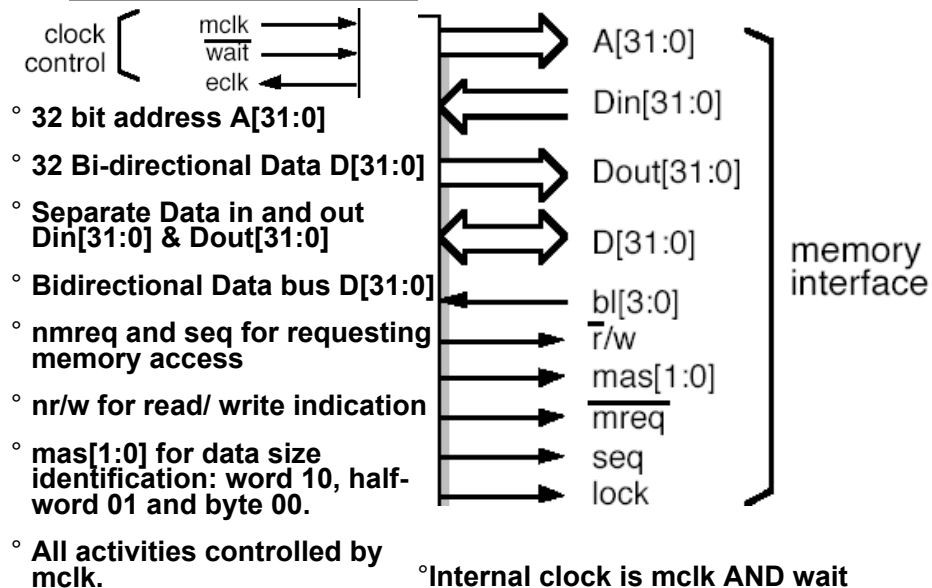 clock
control
mclk
wait
eclk
° 32 bit address A[31:0]
° 32 Bi-directional Data D[31:0]
° Separate Data in and out
Din[31:0] & Dout[31:0]
° Bidirectional Data bus D[31:0]
° nmreq and seq for requesting
memory access
° nr/w for read/ write indication
° mas[1:0] for data size
identification: word 10, half-
word 01 and byte 00.
° All activities controlled by
mclk.
A[31:0]
Din[31:0]
Dout[31:0]
D[31:0]
bl[3:0]
r/w
mas[1:0]
mreq
seq
lock
memory
interface
°Internal clock is mclk AND wait